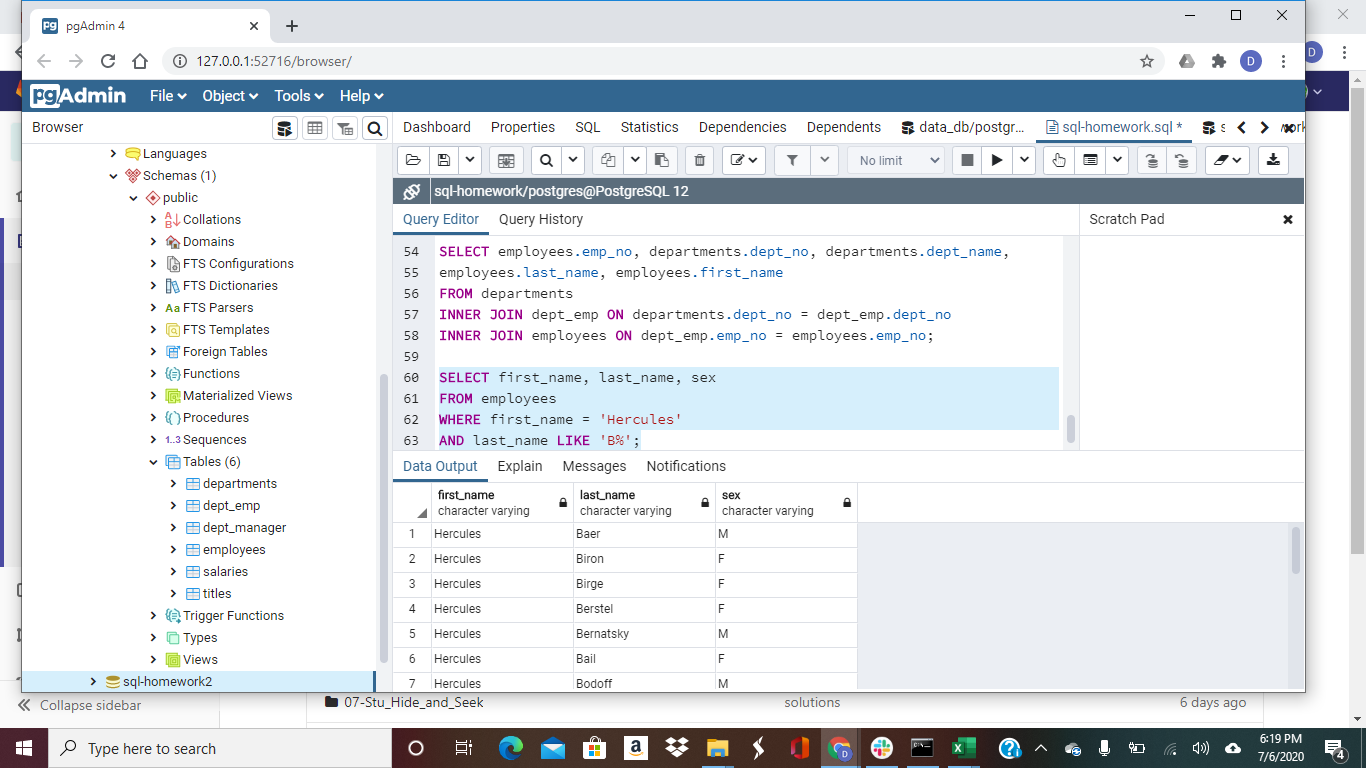 pgAdmin 4
127.0.0.1:52716/browser/
D
D
pgAdmin File Object Tools Help
Browser
Dashboard Properties SQL Statistics Dependencies Dependents data_db/postgr... sql-homework.sql *
No limit
sql-homework/postgres@PostgreSQL 12
Query Editor Query History
Scratch Pad
Languages
Schemas (1)
public
Collations
Domains
FTS Configurations
FTS Dictionaries
Aa FTS Parsers
FTS Templates
Foreign Tables
Functions
Materialized Views
Procedures
1..3 Sequences
Tables (6)
departments
dept_emp
dept_manager
employees
salaries
titles
Trigger Functions
Types
Views
sql-homework2
54 SELECT employees.emp_no, departments.dept_no, departments.dept_name,
55 employees.last_name, employees.first_name
56 FROM departments
57 INNER JOIN dept_emp ON departments.dept_no = dept_emp.dept_no
58 INNER JOIN employees ON dept_emp.emp_no = employees.emp_no;
59
60 SELECT first_name, last_name, sex
61 FROM employees
62 WHERE first_name = 'Hercules'
63 AND last_name LIKE 'B%';
Data Output Explain Messages Notifications
first_name last_name sex
character varying character varying character varying
1 Hercules Baer M
2 Hercules Biron F
3 Hercules Birge F
4 Hercules Berstel F
5 Hercules Bernatsky M
6 Hercules Bail F
7 Hercules Bodoff M
Collapse sidebar
07-Stu_Hide_and_Seek solutions 6 days ago
Type here to search
6:19 PM
7/6/2020
4